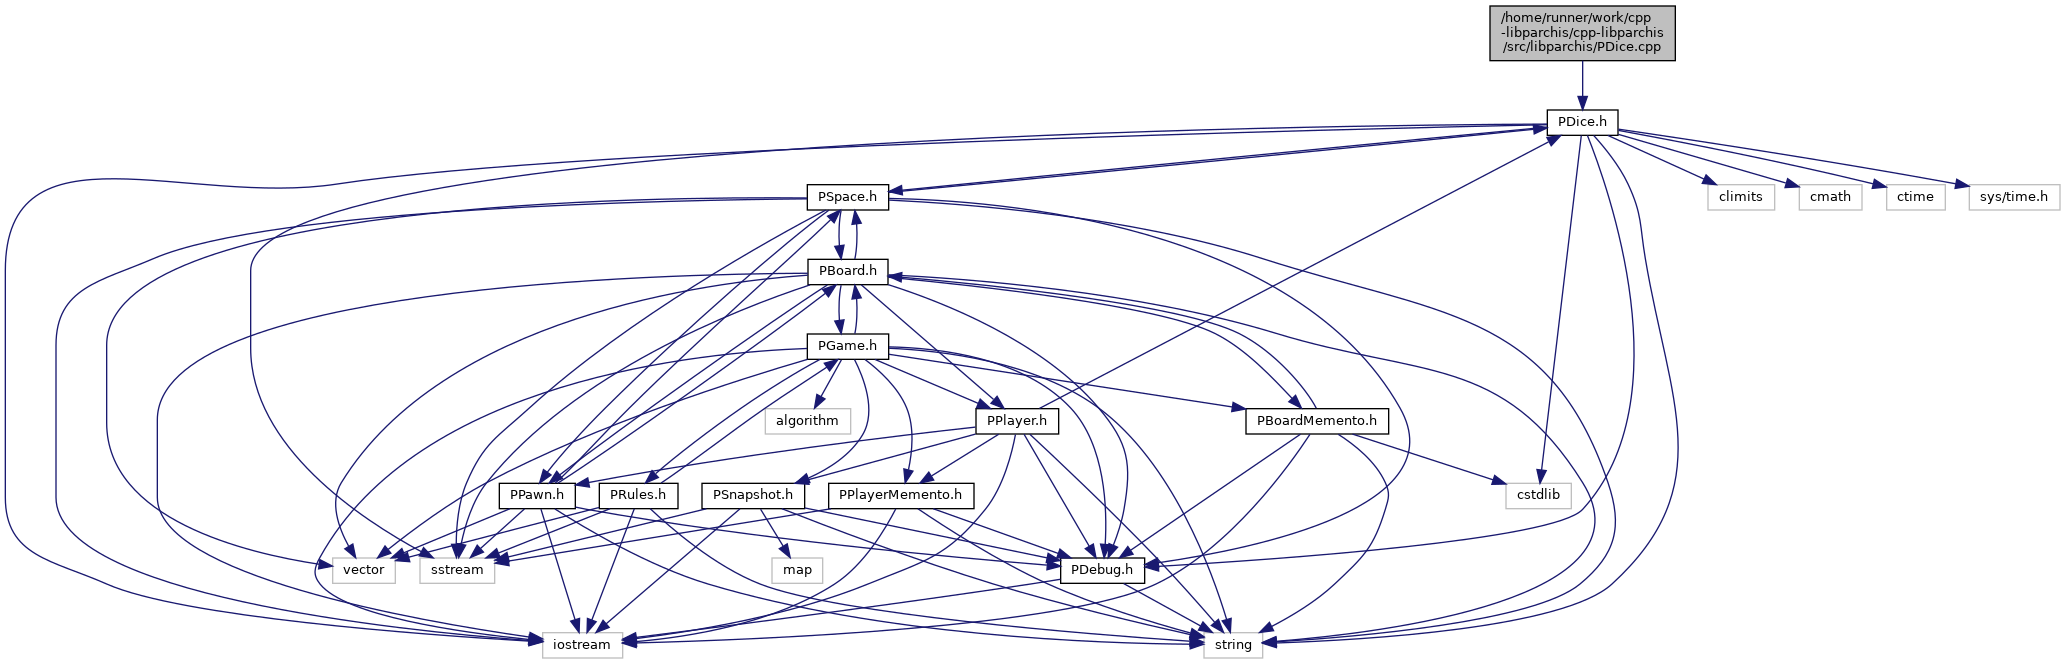 /home/runner/work/cpp
-libparchis/cpp-libparchis
/src/libparchis/PDice.cpp
PDice.h
PSpace.h
climits
cmath
ctime
sys/time.h
PBoard.h
PGame.h
algorithm
PPlayer.h
PBoardMemento.h
PPawn.h
PRules.h
PSnapshot.h
PPlayerMemento.h
cstdlib
vector
sstream
map
PDebug.h
iostream
string